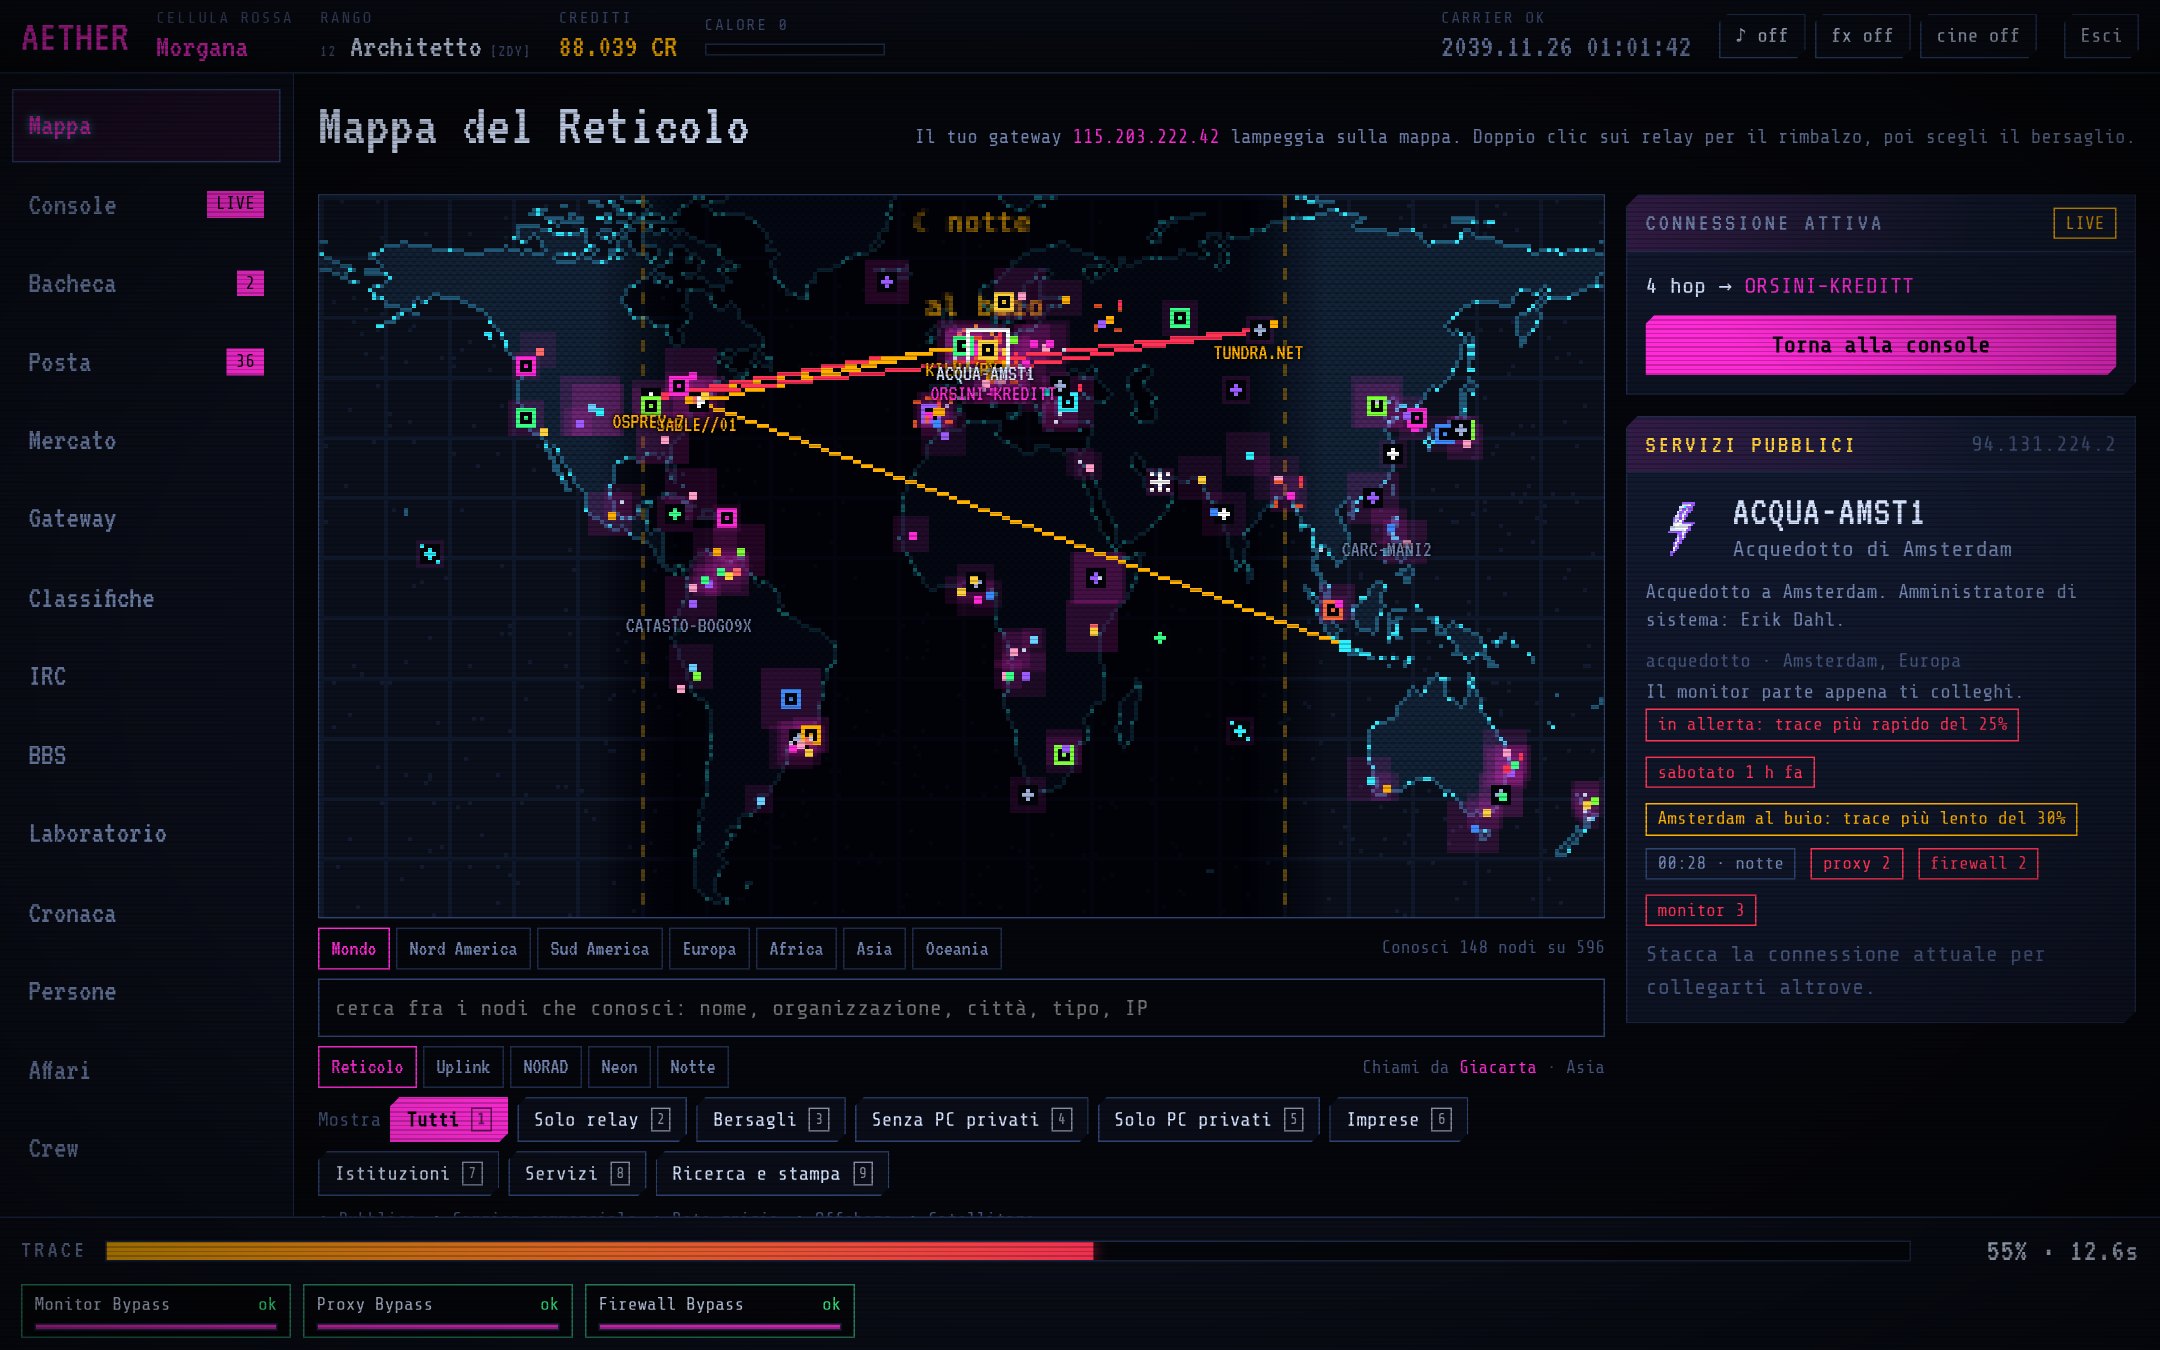 AETHER
CELLULA ROSSA
Morgana
RANGO
12 Architetto [ZDY]
CREDITI
88.039 CR
CALORE 0
CARRIER OK
2039.11.26 01:01:42
♪ off
fx off
cine off
Esci
Mappa
Console LIVE
Bacheca 2
Posta 36
Mercato
Gateway
Classifiche
IRC
BBS
Laboratorio
Cronaca
Persone
Affari
Crew
Mappa del Reticolo
Il tuo gateway 115.203.222.42 lampeggia sulla mappa. Doppio clic sui relay per il rimbalzo, poi scegli il bersaglio.
notte
al buio
TUNDRA.NET
ACQUA-AMST1
ORSINI-KREDITT
OSPREY-7
SABLE//01
CARC-MANI2
CATASTO-BOGO9X
Mondo
Nord America
Sud America
Europa
Africa
Asia
Oceania
Conosci 148 nodi su 596
cerca fra i nodi che conosci: nome, organizzazione, città, tipo, IP
Reticolo
Uplink
NORAD
Neon
Notte
Chiami da Giacarta · Asia
Mostra
Tutti 1
Solo relay 2
Bersagli 3
Senza PC privati 4
Solo PC privati 5
Imprese 6
Istituzioni 7
Servizi 8
Ricerca e stampa 9
CONNESSIONE ATTIVA
LIVE
4 hop → ORSINI-KREDITT
Torna alla console
SERVIZI PUBBLICI
94.131.224.2
ACQUA-AMST1
Acquedotto di Amsterdam
Acquedotto a Amsterdam. Amministratore di
sistema: Erik Dahl.
acquedotto · Amsterdam, Europa
Il monitor parte appena ti colleghi.
in allerta: trace più rapido del 25%
sabotato 1 h fa
Amsterdam al buio: trace più lento del 30%
00:28 · notte
proxy 2
firewall 2
monitor 3
Stacca la connessione attuale per
collegarti altrove.
TRACE
55% · 12.6s
Monitor Bypass ok
Proxy Bypass ok
Firewall Bypass ok